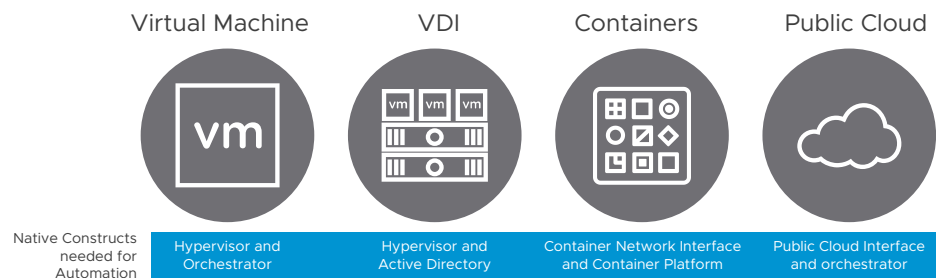 Virtual Machine
VDI
Containers
Public Cloud
vm
vm vm vm
Native Constructs
needed for
Automation
Hypervisor and
Orchestrator
Hypervisor and
Active Directory
Container Network Interface
and Container Platform
Public Cloud Interface
and orchestrator